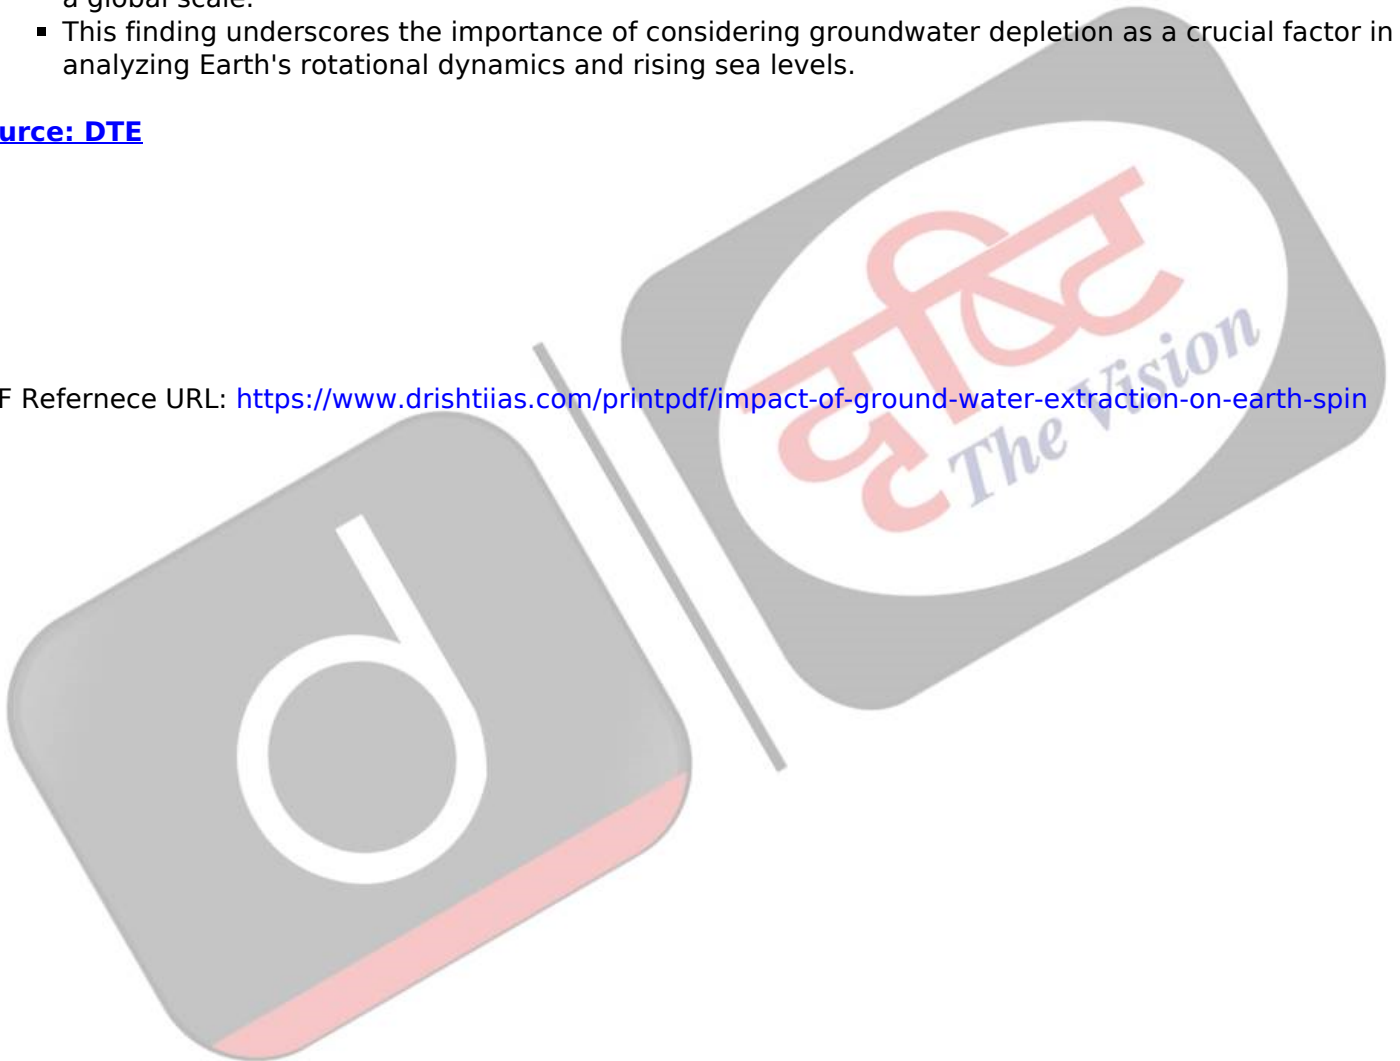 a global scale.
▪ This finding underscores the importance of considering groundwater depletion as a crucial factor in
analyzing Earth's rotational dynamics and rising sea levels.
urce: DTE
F Refernece URL: https://www.drishtiias.com/printpdf/impact-of-ground-water-extraction-on-earth-spin
दृष्टि
The Vision